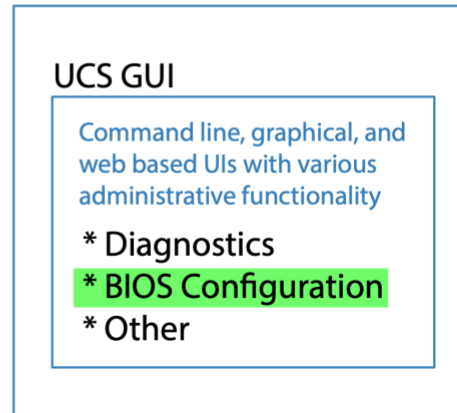 UCS GUI
Command line, graphical, and
web based UIs with various
administrative functionality
* Diagnostics
* BIOS Configuration
* Other